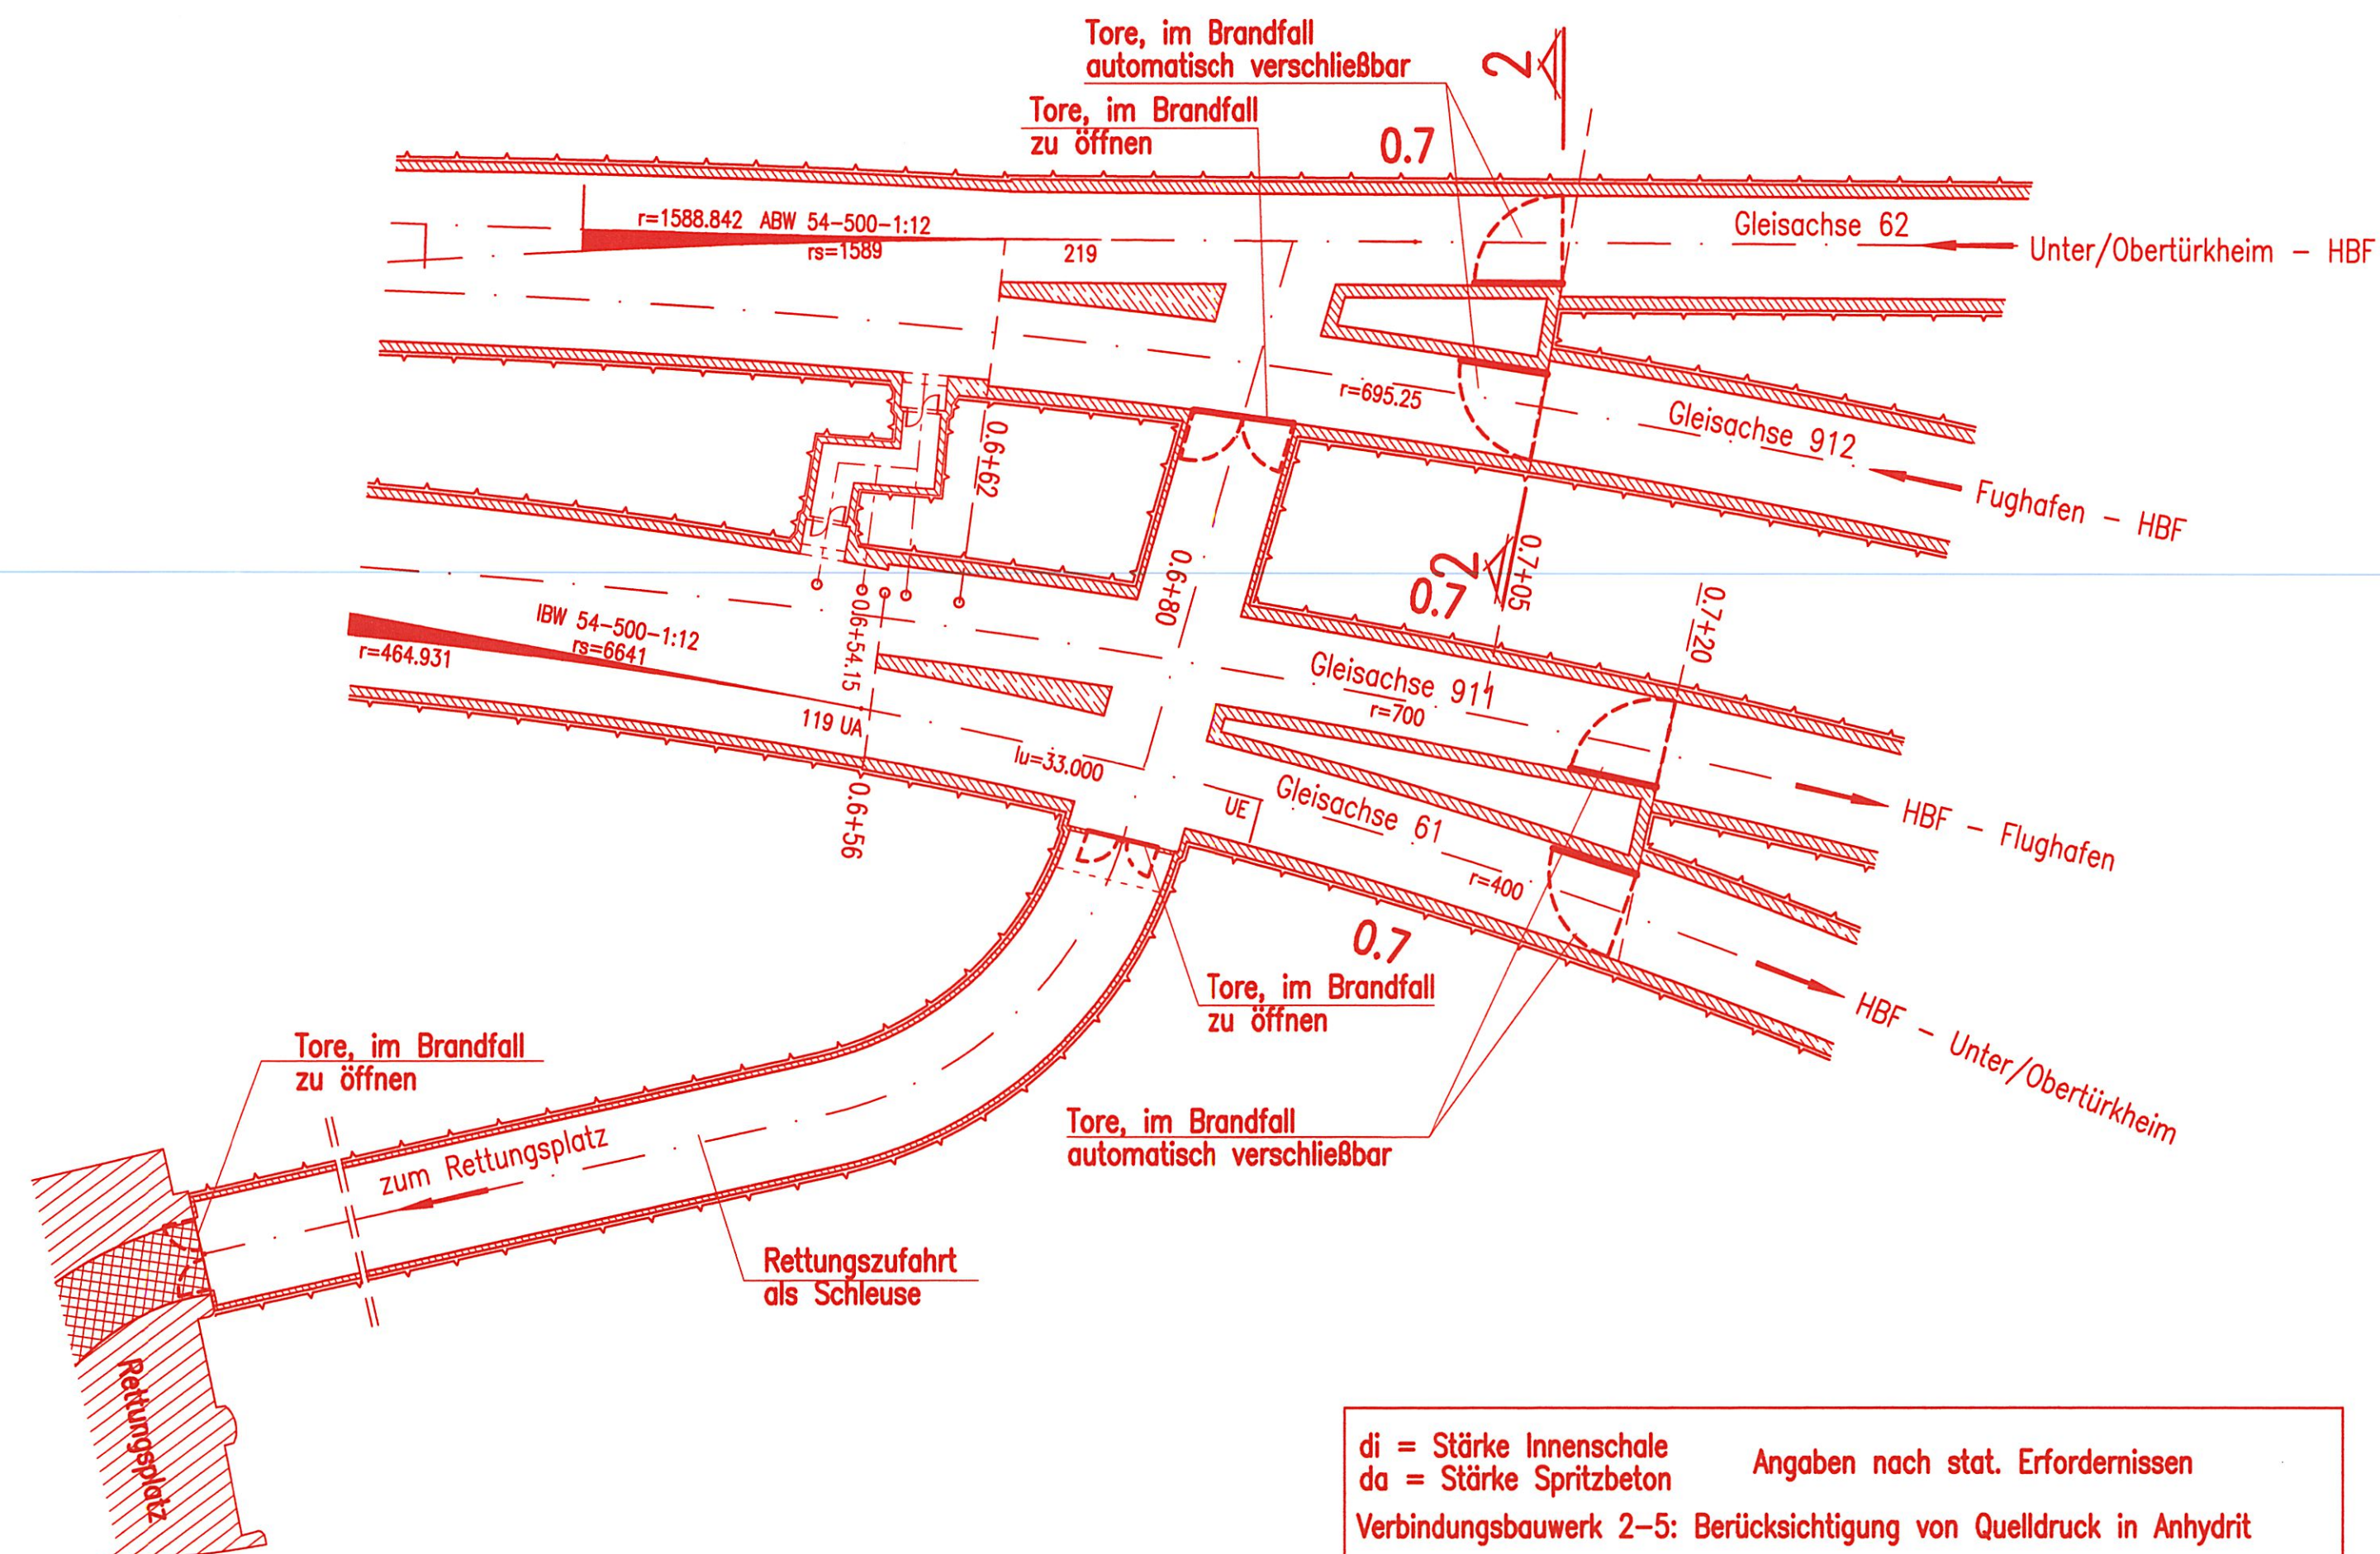 Tore, im Brandfall
automatisch verschließbar
2
Tore, im Brandfall
zu öffnen
0.7
r=1588.842 ABW 54-500-1:12
rs=1589
219
Gleisachse 62
Unter/Obertürkheim - HBF
r=695.25
Gleisachse 912
Fughafen - HBF
0.6+62
0.6+80
2
0.7
0.7+05
0.7+20
IBW 54-500-1:12
rs=6641
r=464.931
0.6+54.15
119 UA
lu=33.000
0.6+56
Gleisachse 911
r=700
UE
Gleisachse 61
r=400
HBF - Flughafen
0.7
HBF - Unter/Obertürkheim
Tore, im Brandfall
zu öffnen
Tore, im Brandfall
zu öffnen
Tore, im Brandfall
automatisch verschließbar
zum Rettungsplatz
Rettungszufahrt
als Schleuse
Rettungsplatz
di = Stärke Innenschale
da = Stärke Spritzbeton
Angaben nach stat. Erfordernissen
Verbindungsbauwerk 2-5: Berücksichtigung von Quelldruck in Anhydrit